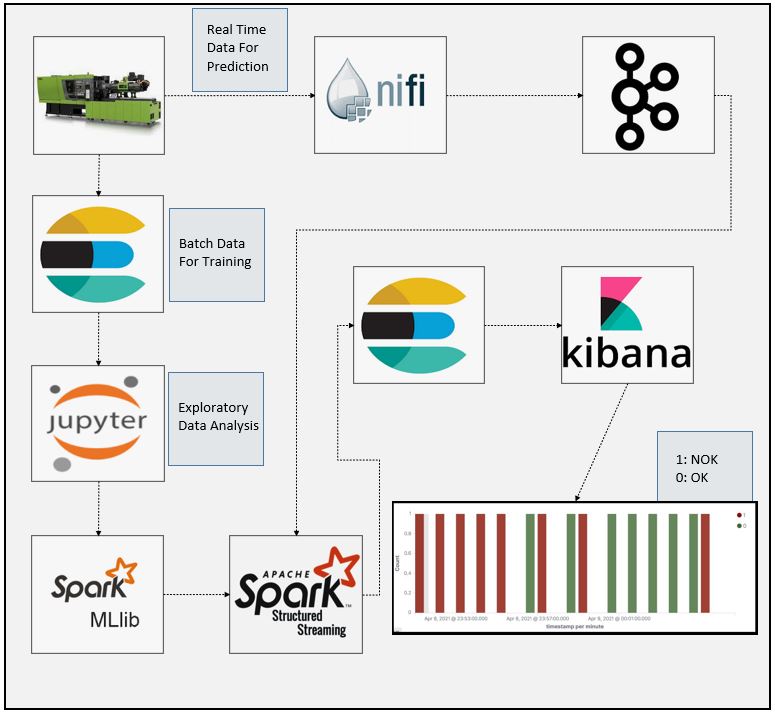 Real Time
Data For
Prediction
nifi
Batch Data
For Training
kibana
jupyter
Exploratory
Data Analysis
1: NOK
0: OK
Spark
MLlib
APACHE
Spark™
Structured
Streaming
1
0.8
0.6
0.4
0.2
0
Count
Apr 8, 2021 @ 23:53:00.000
Apr 8, 2021 @ 23:57:00.000
Apr 9, 2021 @ 00:01:00.000
timestamp per minute
1
0